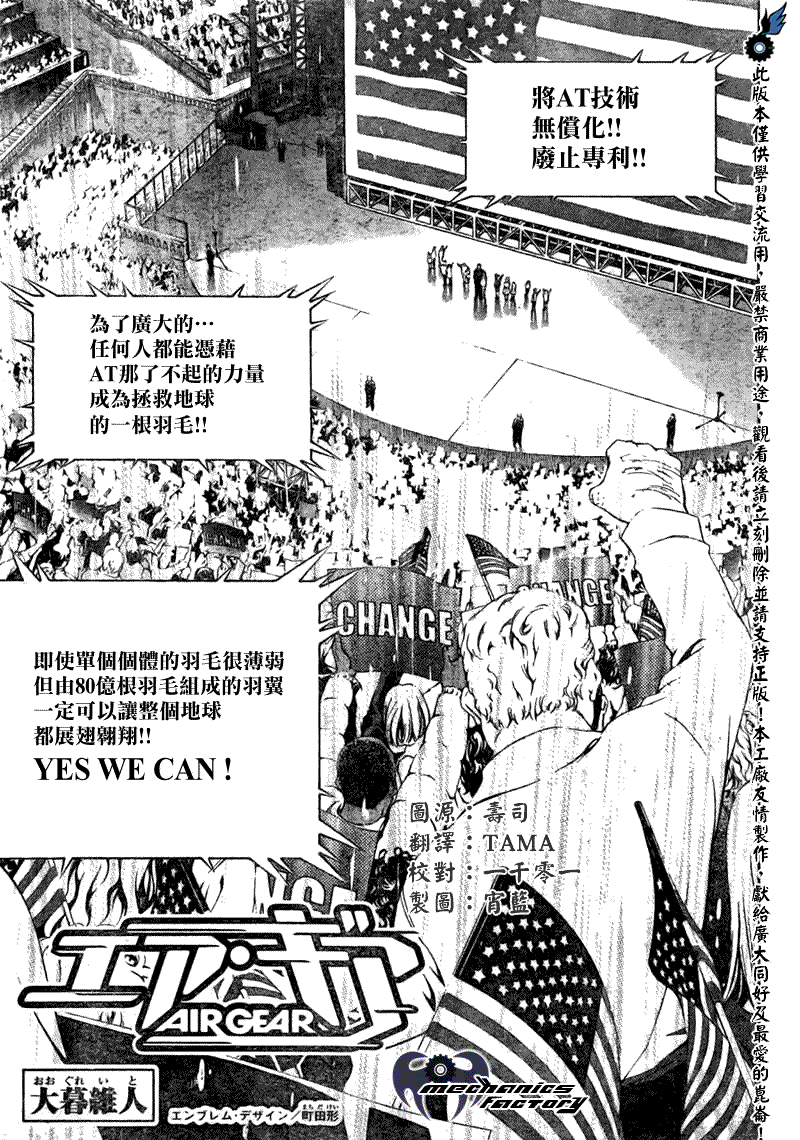 將AT技術
無償化!!
廢止專利!!
為了廣大的…
任何人都能憑藉
AT那了不起的力量
成為拯救地球
的一根羽毛!!
即使單個個體的羽毛很薄弱
但由80億根羽毛組成的羽翼
一定可以讓整個地球
都展翅翱翔!!
YES WE CAN !
CHANGE
CHANGE
圖源：壽司
翻譯：TAMA
校對：一千零一
製圖：宵藍
エア・ギア
AIR GEAR
おおぐれいと
大暮維人
エンブレム・デザイン／町田形
まちだけい
mechanics
factory
此版本僅供學習交流用，嚴禁商業用途，觀看後請立刻刪除並請支持正版！本工廠友情製作，獻給廣大同好及最愛的崑崙！